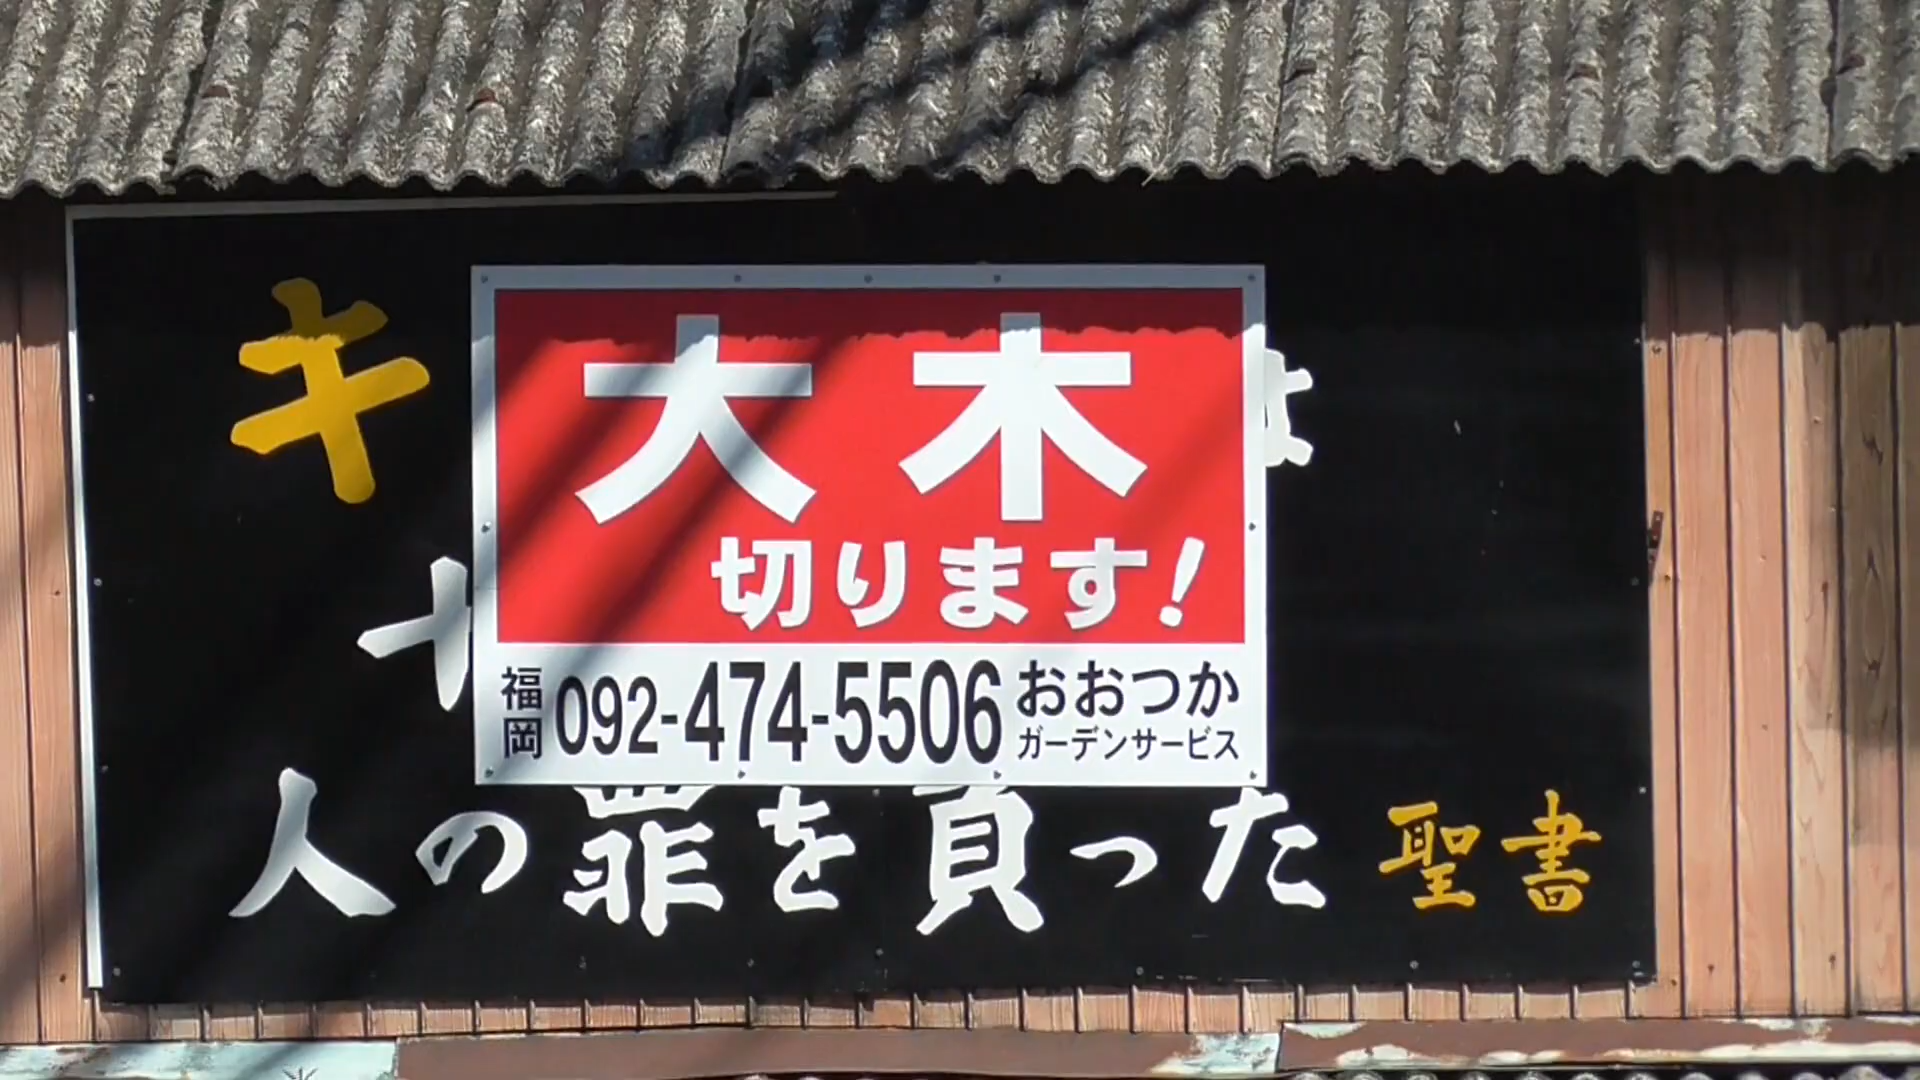 キ
は
大木
切ります!
福岡 092-474-5506 おおつか
ガーデンサービス
人の罪を負った 聖書